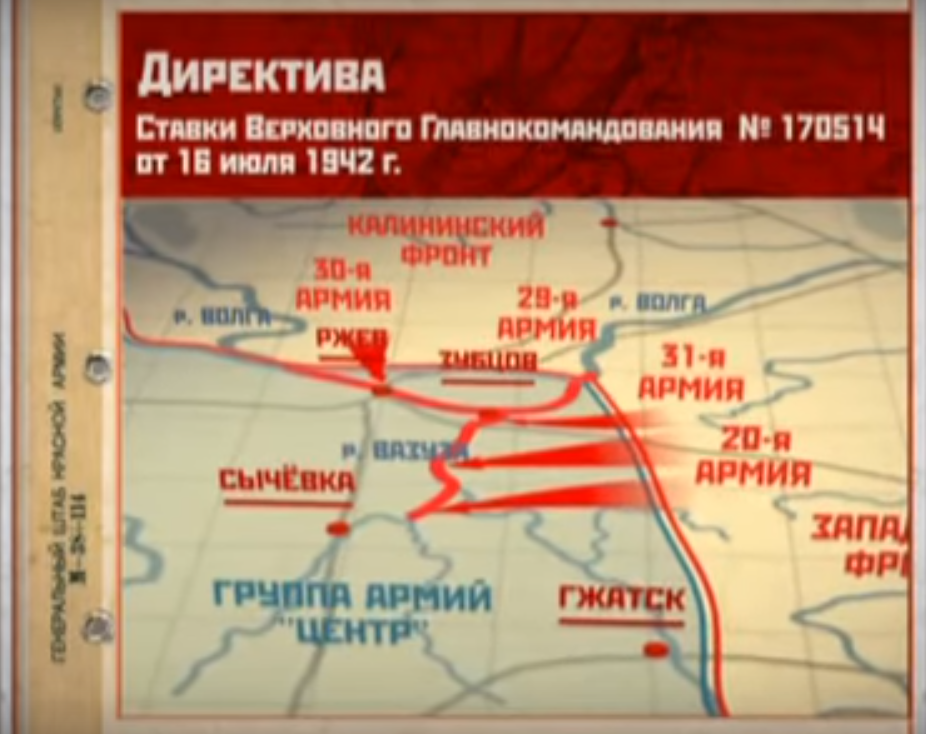 Директива
Ставки Верховного Главнокомандования № 170514
от 16 июля 1942 г.
КАЛИНИНСКИЙ
ФРОНТ
30-я
АРМИЯ
29-я
АРМИЯ
р. ВОЛГА
р. ВОЛГА
РЖЕВ
ЗУБЦОВ
31-я
АРМИЯ
20-я
АРМИЯ
р. ВАЗУЗА
СЫЧЁВКА
ЗАПАД
ФР
ГРУППА АРМИЙ
"ЦЕНТР"
ГЖАТСК
ГЕНЕРАЛЬНЫЙ ШТАБ КРАСНОЙ АРМИИ